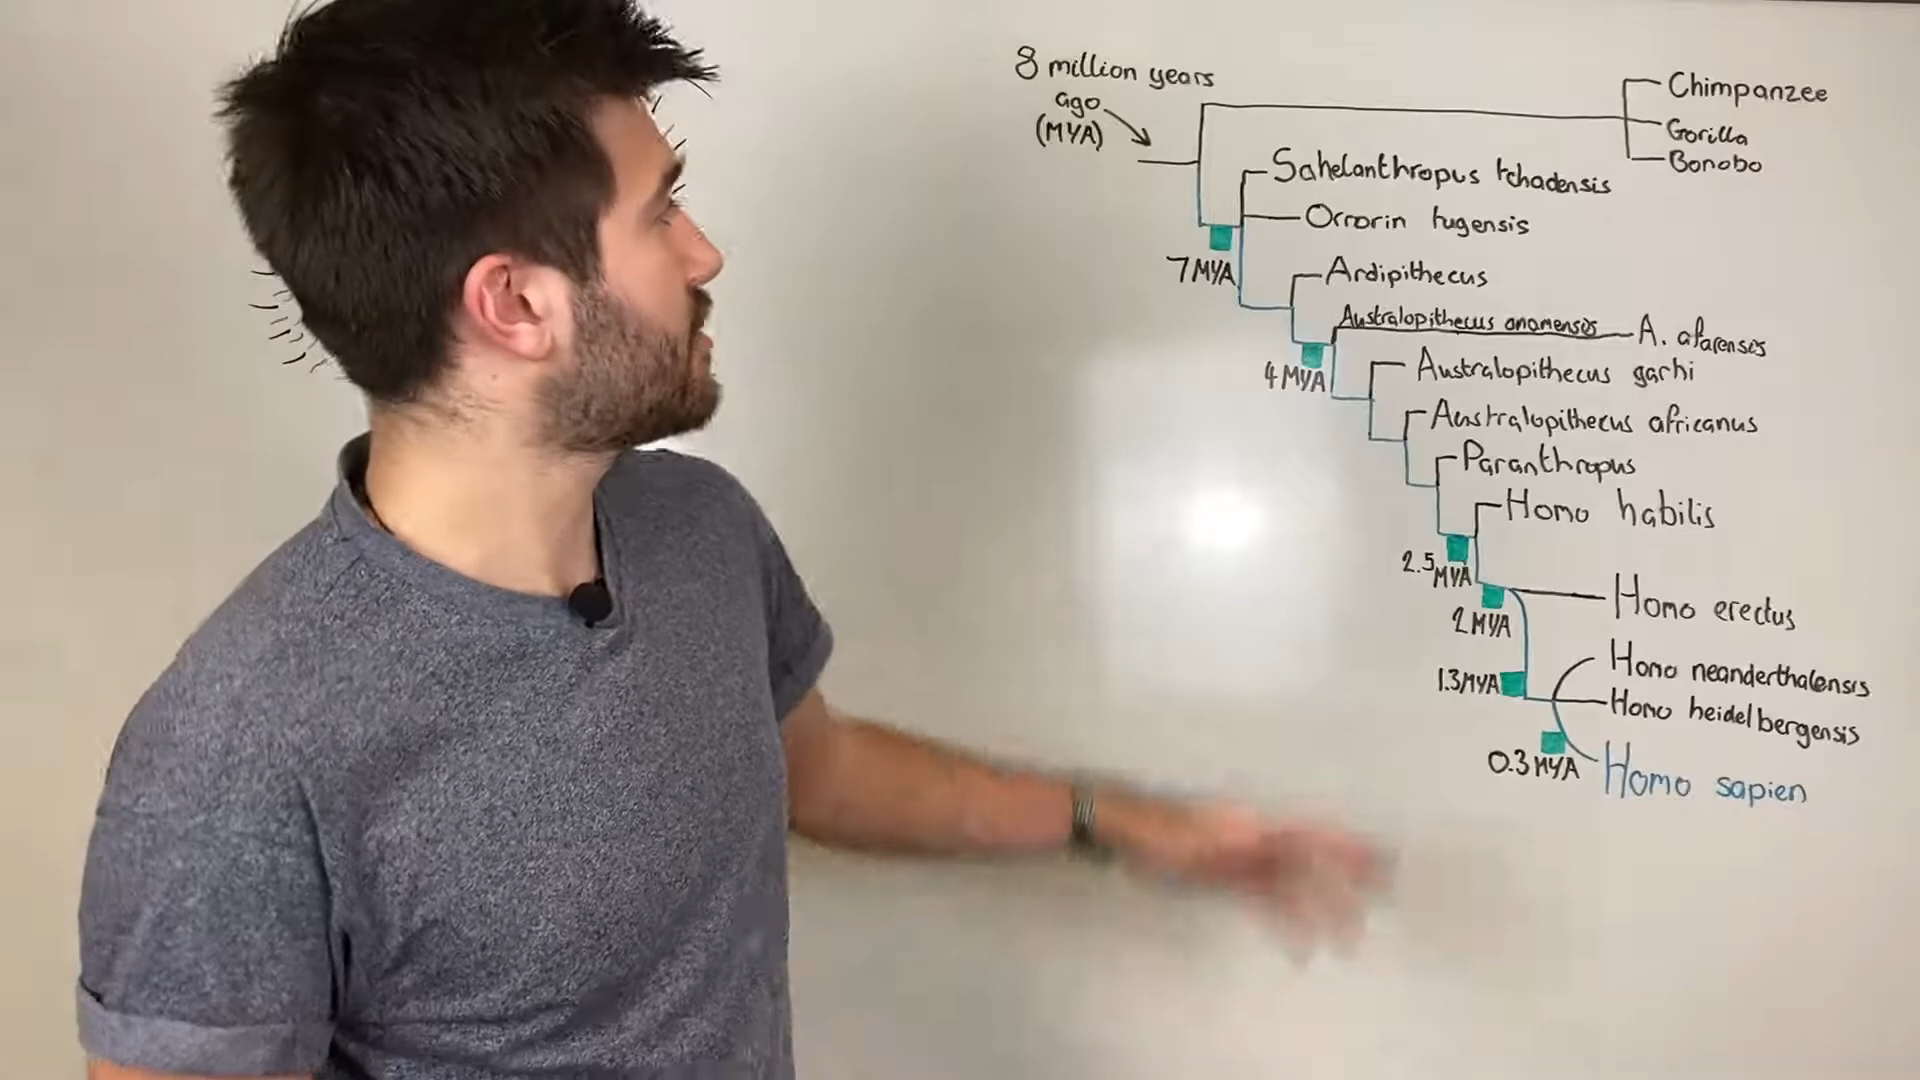 8 million years
ago
(MYA)
Chimpanzee
Gorilla
Bonobo
Sahelanthropus tchadensis
Orrorin tugensis
7 MYA
Ardipithecus
Australopithecus anamensis
A. afarensis
4 MYA
Australopithecus garhi
Australopithecus africanus
Paranthropus
Homo habilis
2.5
MYA
Homo erectus
2 MYA
Homo neanderthalensis
1.3 MYA
Homo heidelbergensis
0.3 MYA
Homo sapien